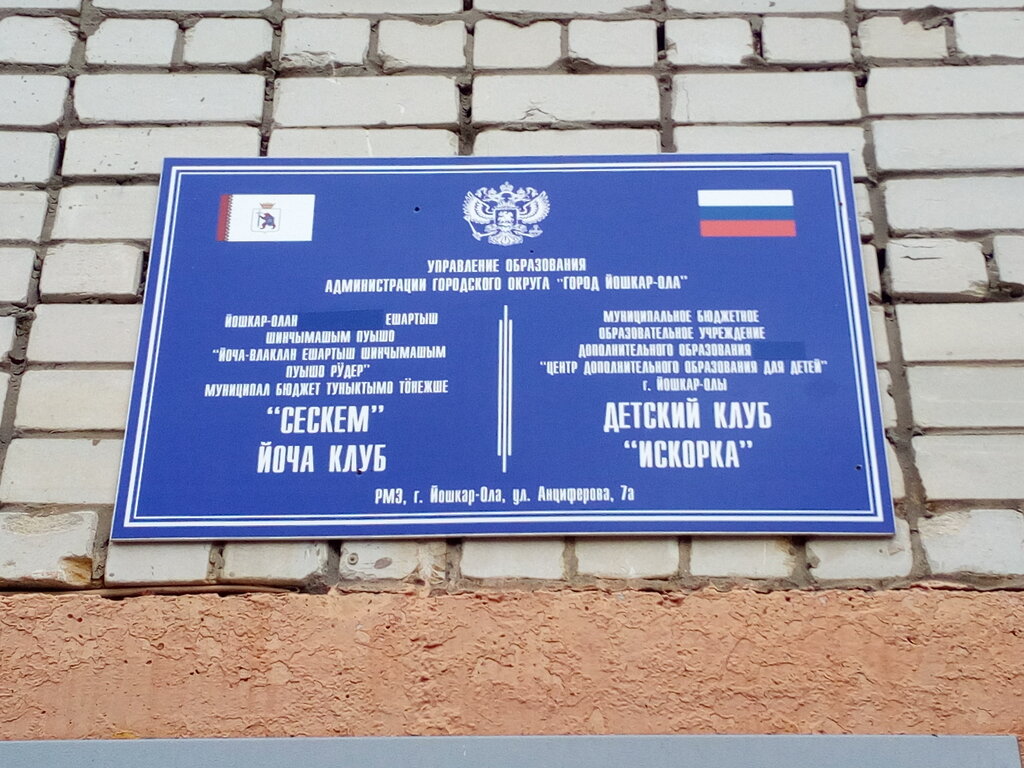 УПРАВЛЕНИЕ ОБРАЗОВАНИЯ
АДМИНИСТРАЦИИ ГОРОДСКОГО ОКРУГА "ГОРОД ЙОШКАР-ОЛА"
ЙОШКАР-ОЛАН ЕШАРТЫШ
ШИНЧЫМАШЫМ ПУЫШО
"ЙОЧА-ВЛАКЛАН ЕШАРТЫШ ШИНЧЫМАШЫМ
ПУЫШО РӰДЕР"
МУНИЦИПАЛ БЮДЖЕТ ТУНЫКТЫМО ТӦНЕЖШЕ
"СЕСКЕМ"
ЙОЧА КЛУБ
МУНИЦИПАЛЬНОЕ БЮДЖЕТНОЕ
ОБРАЗОВАТЕЛЬНОЕ УЧРЕЖДЕНИЕ
ДОПОЛНИТЕЛЬНОГО ОБРАЗОВАНИЯ
"ЦЕНТР ДОПОЛНИТЕЛЬНОГО ОБРАЗОВАНИЯ ДЛЯ ДЕТЕЙ"
г. ЙОШКАР-ОЛЫ
ДЕТСКИЙ КЛУБ
"ИСКОРКА"
РМЭ, г. Йошкар-Ола, ул. Анциферова, 7а